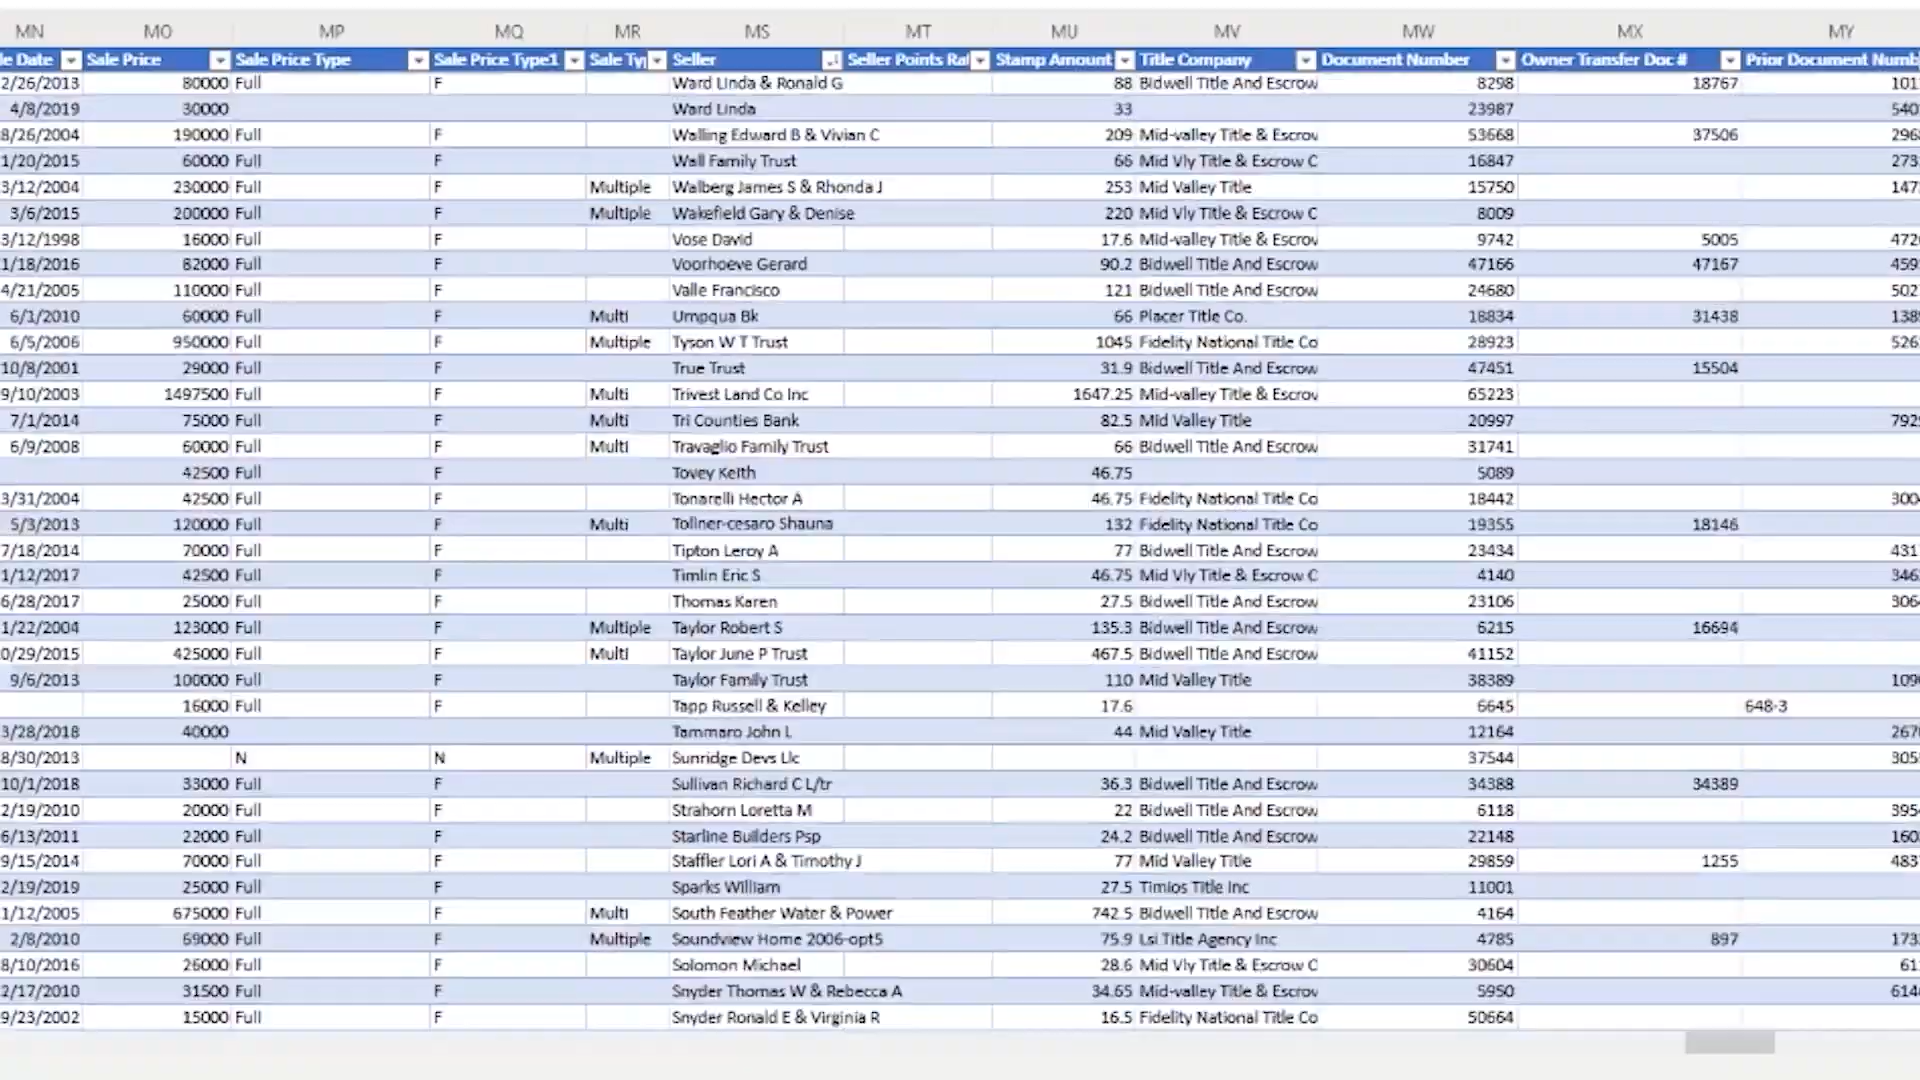 MN MO MP MQ MR MS MT MU MV MW MX MY
le Date Sale Price Sale Price Type Sale Price Type1 Sale Ty Seller Seller Points Ra Stamp Amount Title Company Document Number Owner Transfer Doc # Prior Document Numb
2/26/2013 80000 Full F Ward Linda & Ronald G 88 Bidwell Title And Escrow 8298 18767 101
4/8/2019 30000 Ward Linda 33 23987 540
8/26/2004 190000 Full F Walling Edward B & Vivian C 209 Mid-valley Title & Escrov 53668 37506 296
1/20/2015 60000 Full F Wall Family Trust 66 Mid Vly Title & Escrow C 16847 273
3/12/2004 230000 Full F Multiple Walberg James S & Rhonda J 253 Mid Valley Title 15750 147
3/6/2015 200000 Full F Multiple Wakefield Gary & Denise 220 Mid Vly Title & Escrow C 8009
3/12/1998 16000 Full F Vose David 17.6 Mid-valley Title & Escrov 9742 5005 472
1/18/2016 82000 Full F Voorhoeve Gerard 90.2 Bidwell Title And Escrow 47166 47167 459
4/21/2005 110000 Full F Valle Francisco 121 Bidwell Title And Escrow 24680 502
6/1/2010 60000 Full F Multi Umpqua Bk 66 Placer Title Co. 18834 31438 138
6/5/2006 950000 Full F Multiple Tyson W T Trust 1045 Fidelity National Title Co 28923 526
10/8/2001 29000 Full F True Trust 31.9 Bidwell Title And Escrow 47451 15504
9/10/2003 1497500 Full F Multi Trivest Land Co Inc 1647.25 Mid-valley Title & Escrov 65223
7/1/2014 75000 Full F Multi Tri Counties Bank 82.5 Mid Valley Title 20997 792
6/9/2008 60000 Full F Multi Travaglio Family Trust 66 Bidwell Title And Escrow 31741
42500 Full F Tovey Keith 46.75 5089
3/31/2004 42500 Full F Tonarelli Hector A 46.75 Fidelity National Title Co 18442 300
5/3/2013 120000 Full F Multi Tollner-cesaro Shauna 132 Fidelity National Title Co 19355 18146
7/18/2014 70000 Full F Tipton Leroy A 77 Bidwell Title And Escrow 23434 431
1/12/2017 42500 Full F Timlin Eric S 46.75 Mid Vly Title & Escrow C 4140 346
6/28/2017 25000 Full F Thomas Karen 27.5 Bidwell Title And Escrow 23106 306
1/22/2004 123000 Full F Multiple Taylor Robert S 135.3 Bidwell Title And Escrow 6215 16694
0/29/2015 425000 Full F Multi Taylor June P Trust 467.5 Bidwell Title And Escrow 41152
9/6/2013 100000 Full F Taylor Family Trust 110 Mid Valley Title 38389 109
16000 Full F Tapp Russell & Kelley 17.6 6645 648-3
3/28/2018 40000 Tammaro John L 44 Mid Valley Title 12164 267
8/30/2013 N N Multiple Sunridge Devs Llc 37544 305
10/1/2018 33000 Full F Sullivan Richard C L/tr 36.3 Bidwell Title And Escrow 34388 34389
2/19/2010 20000 Full F Strahorn Loretta M 22 Bidwell Title And Escrow 6118 395
6/13/2011 22000 Full F Starline Builders Psp 24.2 Bidwell Title And Escrow 22148 160
9/15/2014 70000 Full F Staffler Lori A & Timothy J 77 Mid Valley Title 29859 1255 483
2/19/2019 25000 Full F Sparks William 27.5 Timios Title Inc 11001
1/12/2005 675000 Full F Multi South Feather Water & Power 742.5 Bidwell Title And Escrow 4164
2/8/2010 69000 Full F Multiple Soundview Home 2006-opt5 75.9 Lsi Title Agency Inc 4785 897 173
8/10/2016 26000 Full F Solomon Michael 28.6 Mid Vly Title & Escrow C 30604 61
2/17/2010 31500 Full F Snyder Thomas W & Rebecca A 34.65 Mid-valley Title & Escrov 5950 614
9/23/2002 15000 Full F Snyder Ronald E & Virginia R 16.5 Fidelity National Title Co 50664